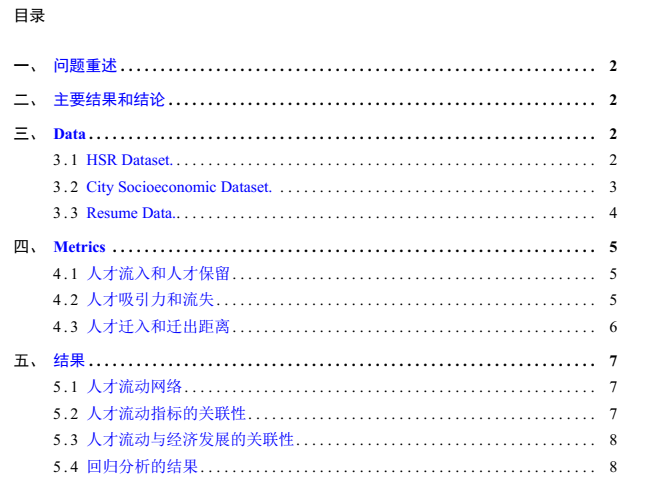 目录
一、 问题重述 2
二、 主要结果和结论 2
三、 Data 2
3.1 HSR Dataset. 2
3.2 City Socioeconomic Dataset. 3
3.3 Resume Data. 4
四、 Metrics 5
4.1 人才流入和人才保留 5
4.2 人才吸引力和流失 5
4.3 人才迁入和迁出距离 6
五、 结果 7
5.1 人才流动网络 7
5.2 人才流动指标的关联性 7
5.3 人才流动与经济发展的关联性 8
5.4 回归分析的结果 8